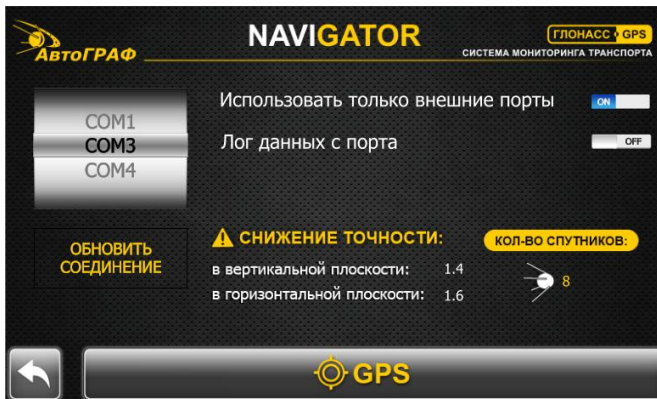 АвтоГРАФ
NAVIGATOR
ГЛОНАСС GPS
СИСТЕМА МОНИТОРИНГА ТРАНСПОРТА
COM1
COM3
COM4
Использовать только внешние порты
ON
Лог данных с порта
OFF
ОБНОВИТЬ
СОЕДИНЕНИЕ
СНИЖЕНИЕ ТОЧНОСТИ:
в вертикальной плоскости: 1.4
в горизонтальной плоскости: 1.6
КОЛ-ВО СПУТНИКОВ:
8
GPS